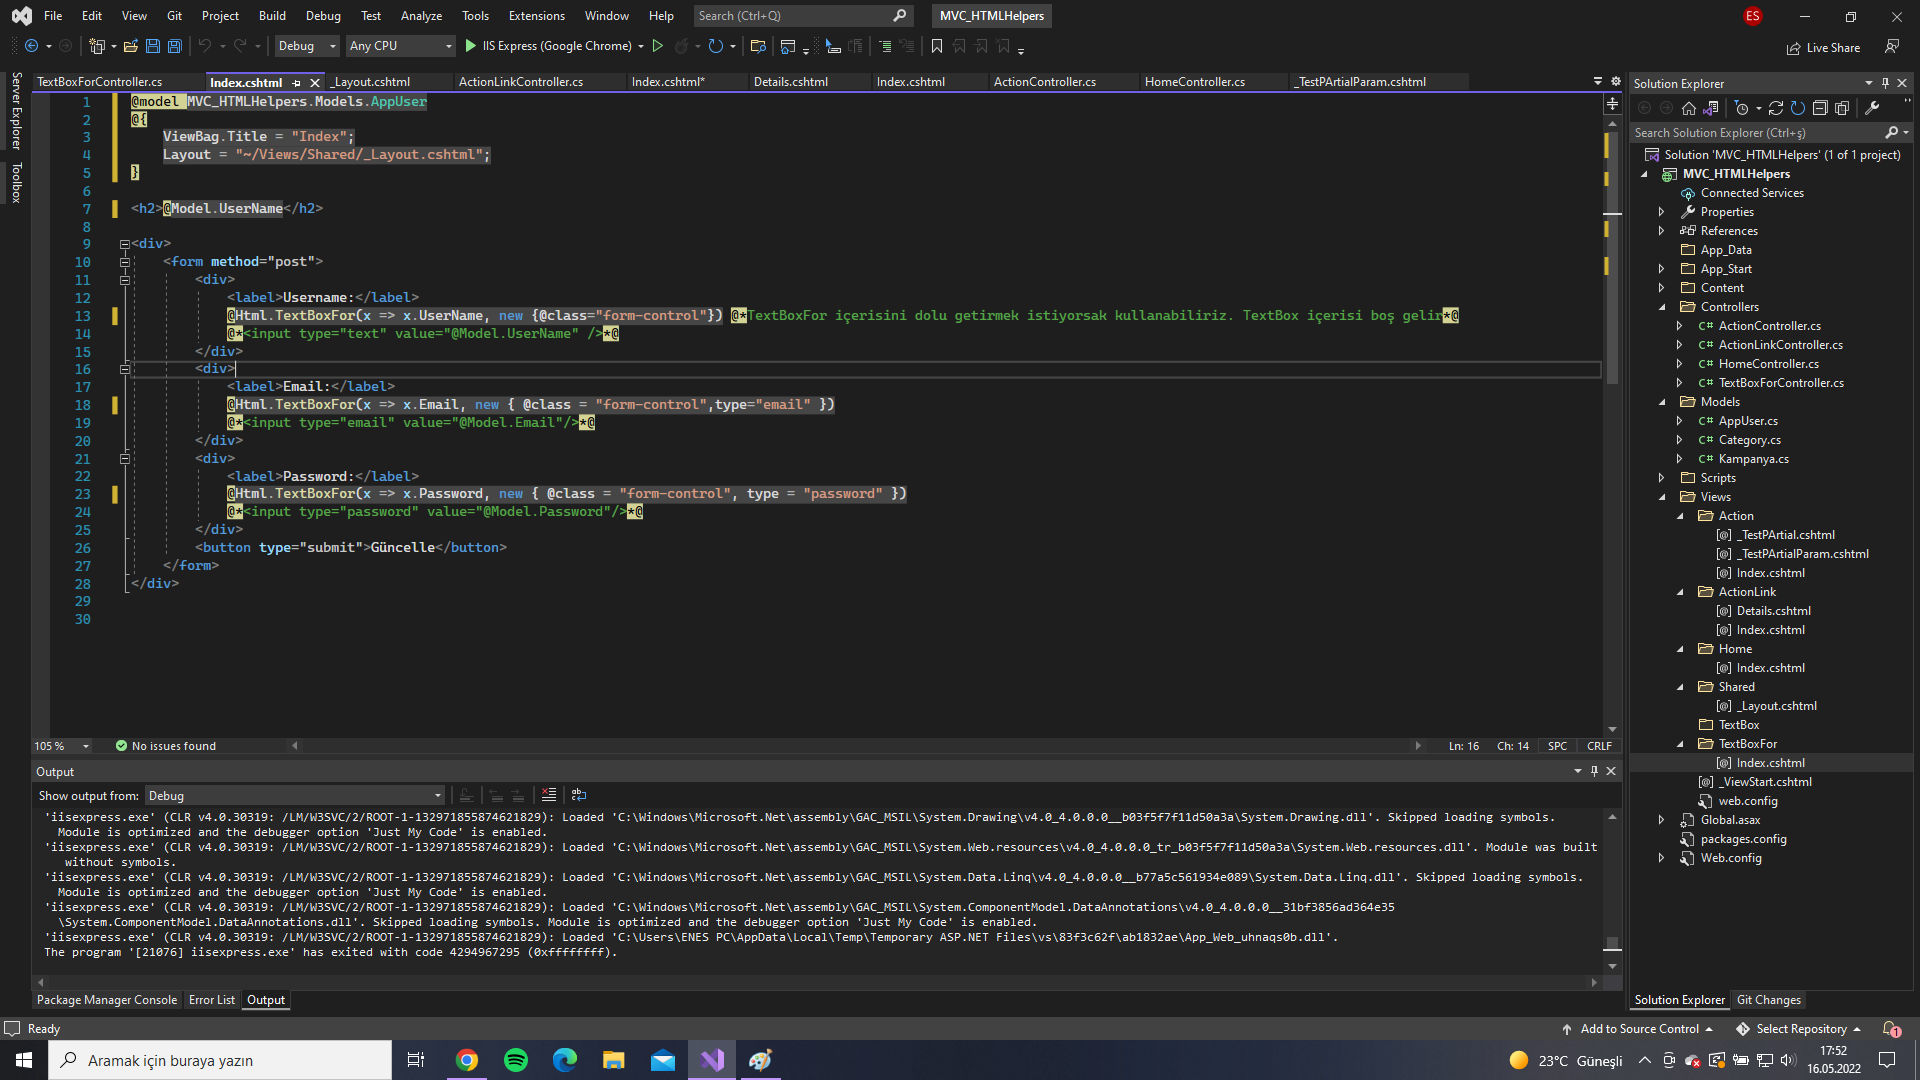 File Edit View Git Project Build Debug Test Analyze Tools Extensions Window Help Search (Ctrl+Q) MVC_HTMLHelpers ES
Debug Any CPU IIS Express (Google Chrome) Live Share
TextBoxForController.cs Index.cshtml _Layout.cshtml ActionLinkController.cs Index.cshtml* Details.cshtml Index.cshtml ActionController.cs HomeController.cs _TestPArtialParam.cshtml
Server Explorer
Toolbox
1 @model MVC_HTMLHelpers.Models.AppUser
2 @{
3 ViewBag.Title = "Index";
4 Layout = "~/Views/Shared/_Layout.cshtml";
5 }
6
7 <h2>@Model.UserName</h2>
8
9 <div>
10 <form method="post">
11 <div>
12 <label>Username:</label>
13 @Html.TextBoxFor(x => x.UserName, new {@class="form-control"}) @*TextBoxFor içerisini dolu getirmek istiyorsak kullanabiliriz. TextBox içerisi boş gelir*@
14 @*<input type="text" value="@Model.UserName" />*@
15 </div>
16 <div>
17 <label>Email:</label>
18 @Html.TextBoxFor(x => x.Email, new { @class = "form-control",type="email" })
19 @*<input type="email" value="@Model.Email"/>*@
20 </div>
21 <div>
22 <label>Password:</label>
23 @Html.TextBoxFor(x => x.Password, new { @class = "form-control", type = "password" })
24 @*<input type="password" value="@Model.Password"/>*@
25 </div>
26 <button type="submit">Güncelle</button>
27 </form>
28 </div>
29
30
105 % No issues found Ln: 16 Ch: 14 SPC CRLF
Output
Show output from: Debug
'iisexpress.exe' (CLR v4.0.30319: /LM/W3SVC/2/ROOT-1-132971855874621829): Loaded 'C:\Windows\Microsoft.Net\assembly\GAC_MSIL\System.Drawing\v4.0_4.0.0.0__b03f5f7f11d50a3a\System.Drawing.dll'. Skipped loading symbols.
Module is optimized and the debugger option 'Just My Code' is enabled.
'iisexpress.exe' (CLR v4.0.30319: /LM/W3SVC/2/ROOT-1-132971855874621829): Loaded 'C:\Windows\Microsoft.Net\assembly\GAC_MSIL\System.Web.resources\v4.0_4.0.0.0_tr_b03f5f7f11d50a3a\System.Web.resources.dll'. Module was built
without symbols.
'iisexpress.exe' (CLR v4.0.30319: /LM/W3SVC/2/ROOT-1-132971855874621829): Loaded 'C:\Windows\Microsoft.Net\assembly\GAC_MSIL\System.Data.Linq\v4.0_4.0.0.0__b77a5c561934e089\System.Data.Linq.dll'. Skipped loading symbols.
Module is optimized and the debugger option 'Just My Code' is enabled.
'iisexpress.exe' (CLR v4.0.30319: /LM/W3SVC/2/ROOT-1-132971855874621829): Loaded 'C:\Windows\Microsoft.Net\assembly\GAC_MSIL\System.ComponentModel.DataAnnotations\v4.0_4.0.0.0__31bf3856ad364e35
\System.ComponentModel.DataAnnotations.dll'. Skipped loading symbols. Module is optimized and the debugger option 'Just My Code' is enabled.
'iisexpress.exe' (CLR v4.0.30319: /LM/W3SVC/2/ROOT-1-132971855874621829): Loaded 'C:\Users\ENES PC\AppData\Local\Temp\Temporary ASP.NET Files\vs\83f3c62f\ab1832ae\App_Web_uhnaqs0b.dll'.
The program '[21076] iisexpress.exe' has exited with code 4294967295 (0xffffffff).
Package Manager Console Error List Output
Solution Explorer
Search Solution Explorer (Ctrl+ş)
Solution 'MVC_HTMLHelpers' (1 of 1 project)
MVC_HTMLHelpers
Connected Services
Properties
References
App_Data
App_Start
Content
Controllers
C# ActionController.cs
C# ActionLinkController.cs
C# HomeController.cs
C# TextBoxForController.cs
Models
C# AppUser.cs
C# Category.cs
C# Kampanya.cs
Scripts
Views
Action
[@] _TestPArtial.cshtml
[@] _TestPArtialParam.cshtml
[@] Index.cshtml
ActionLink
[@] Details.cshtml
[@] Index.cshtml
Home
[@] Index.cshtml
Shared
[@] _Layout.cshtml
TextBox
TextBoxFor
[@] Index.cshtml
[@] _ViewStart.cshtml
web.config
Global.asax
packages.config
Web.config
Solution Explorer Git Changes
Ready Add to Source Control Select Repository 1
Aramak için buraya yazın 23°C Güneşli 17:52
16.05.2022